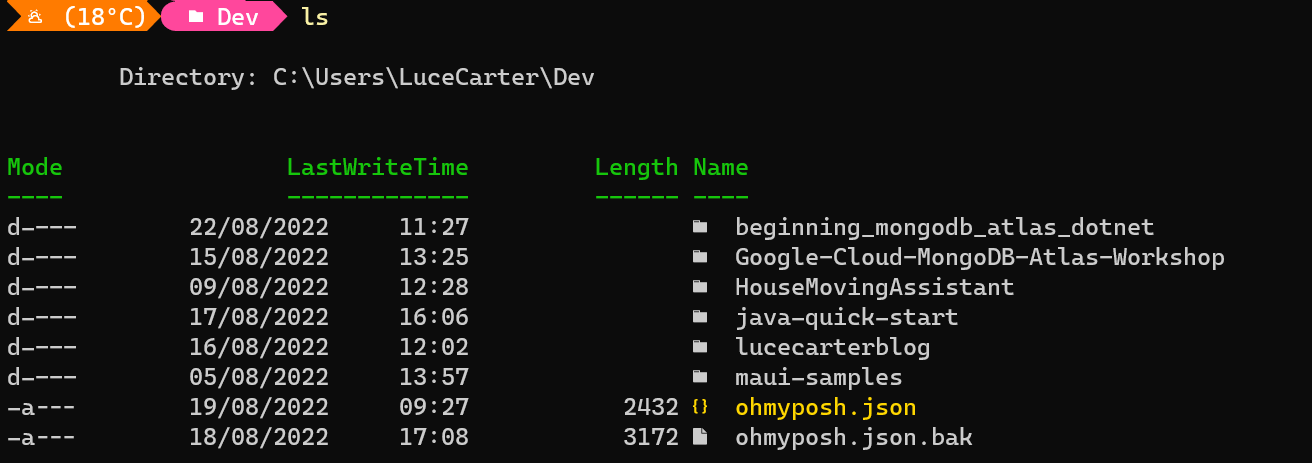 (18°C) Dev ls
Directory: C:\Users\LuceCarter\Dev
Mode LastWriteTime Length Name
---- ------------- ------ ----
d---- 22/08/2022 11:27 beginning_mongodb_atlas_dotnet
d---- 15/08/2022 13:25 Google-Cloud-MongoDB-Atlas-Workshop
d---- 09/08/2022 12:28 HouseMovingAssistant
d---- 17/08/2022 16:06 java-quick-start
d---- 16/08/2022 12:02 lucecarterblog
d---- 05/08/2022 13:57 maui-samples
-a--- 19/08/2022 09:27 2432 {} ohmyposh.json
-a--- 18/08/2022 17:08 3172 ohmyposh.json.bak